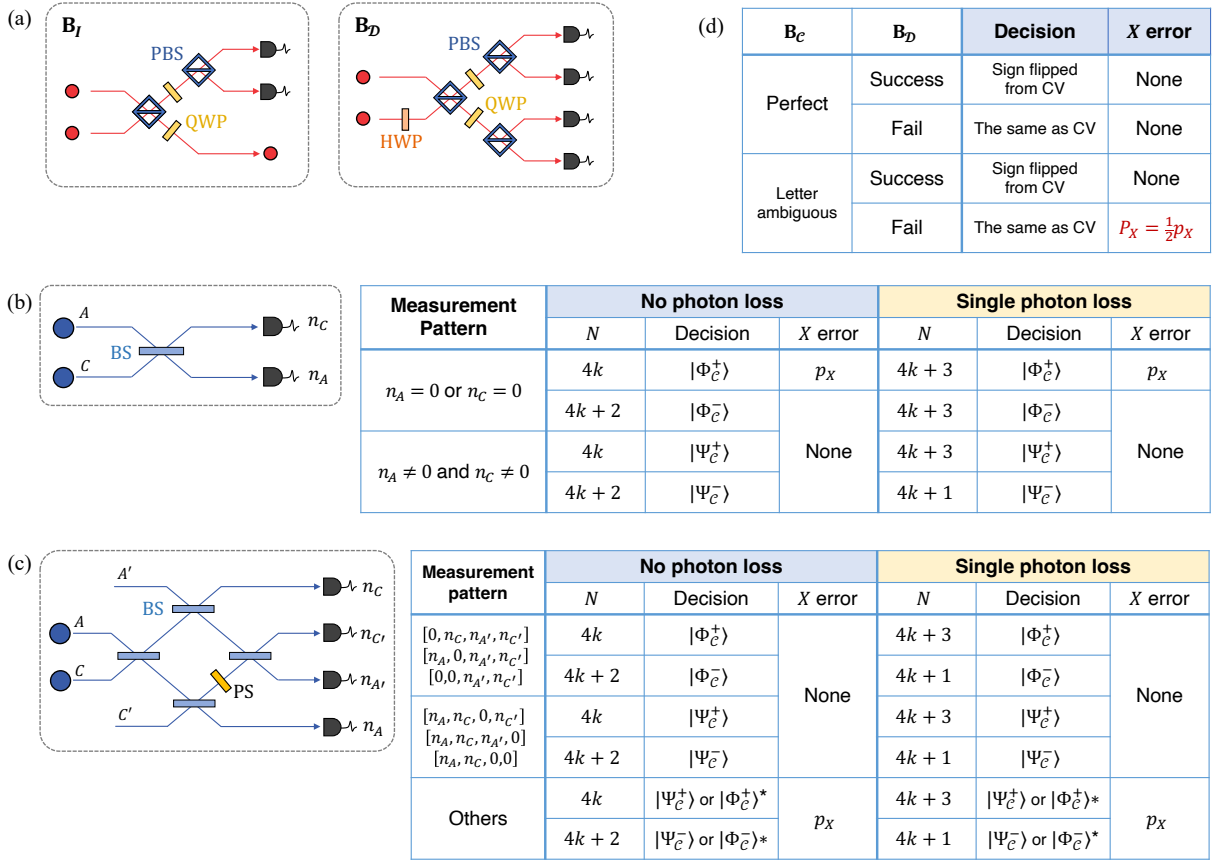 (a)
B_I
PBS
QWP
B_𝒟
PBS
QWP
HWP
(d)
B_𝒞 B_𝒟 Decision X error
Perfect
Success Sign flipped from CV None
Fail The same as CV None
Letter ambiguous
Success Sign flipped from CV None
Fail The same as CV P_X = ½p_X
(b)
A
C
BS
n_C
n_A
Measurement Pattern
No photon loss Single photon loss
N Decision X error N Decision X error
n_A = 0 or n_C = 0
4k |Φ_𝒞^+⟩ p_X 4k + 3 |Φ_𝒞^+⟩ p_X
4k + 2 |Φ_𝒞^−⟩ None 4k + 3 |Φ_𝒞^−⟩ None
n_A ≠ 0 and n_C ≠ 0
4k |Ψ_𝒞^+⟩ 4k + 3 |Ψ_𝒞^+⟩
4k + 2 |Ψ_𝒞^−⟩ 4k + 1 |Ψ_𝒞^−⟩
(c)
A′
BS
A
C
C′
PS
n_C
n_C′
n_A′
n_A
Measurement pattern
No photon loss Single photon loss
N Decision X error N Decision X error
[0, n_C, n_A′, n_C′]
[n_A, 0, n_A′, n_C′]
[0,0, n_A′, n_C′]
4k |Φ_𝒞^+⟩ None 4k + 3 |Φ_𝒞^+⟩ None
4k + 2 |Φ_𝒞^−⟩ 4k + 1 |Φ_𝒞^−⟩
[n_A, n_C, 0, n_C′]
[n_A, n_C, n_A′, 0]
[n_A, n_C, 0,0]
4k |Ψ_𝒞^+⟩ 4k + 3 |Ψ_𝒞^+⟩
4k + 2 |Ψ_𝒞^−⟩ 4k + 1 |Ψ_𝒞^−⟩
Others
4k |Ψ_𝒞^+⟩ or |Φ_𝒞^+⟩* p_X 4k + 3 |Ψ_𝒞^+⟩ or |Φ_𝒞^+⟩* p_X
4k + 2 |Ψ_𝒞^−⟩ or |Φ_𝒞^−⟩* 4k + 1 |Ψ_𝒞^−⟩ or |Φ_𝒞^−⟩*